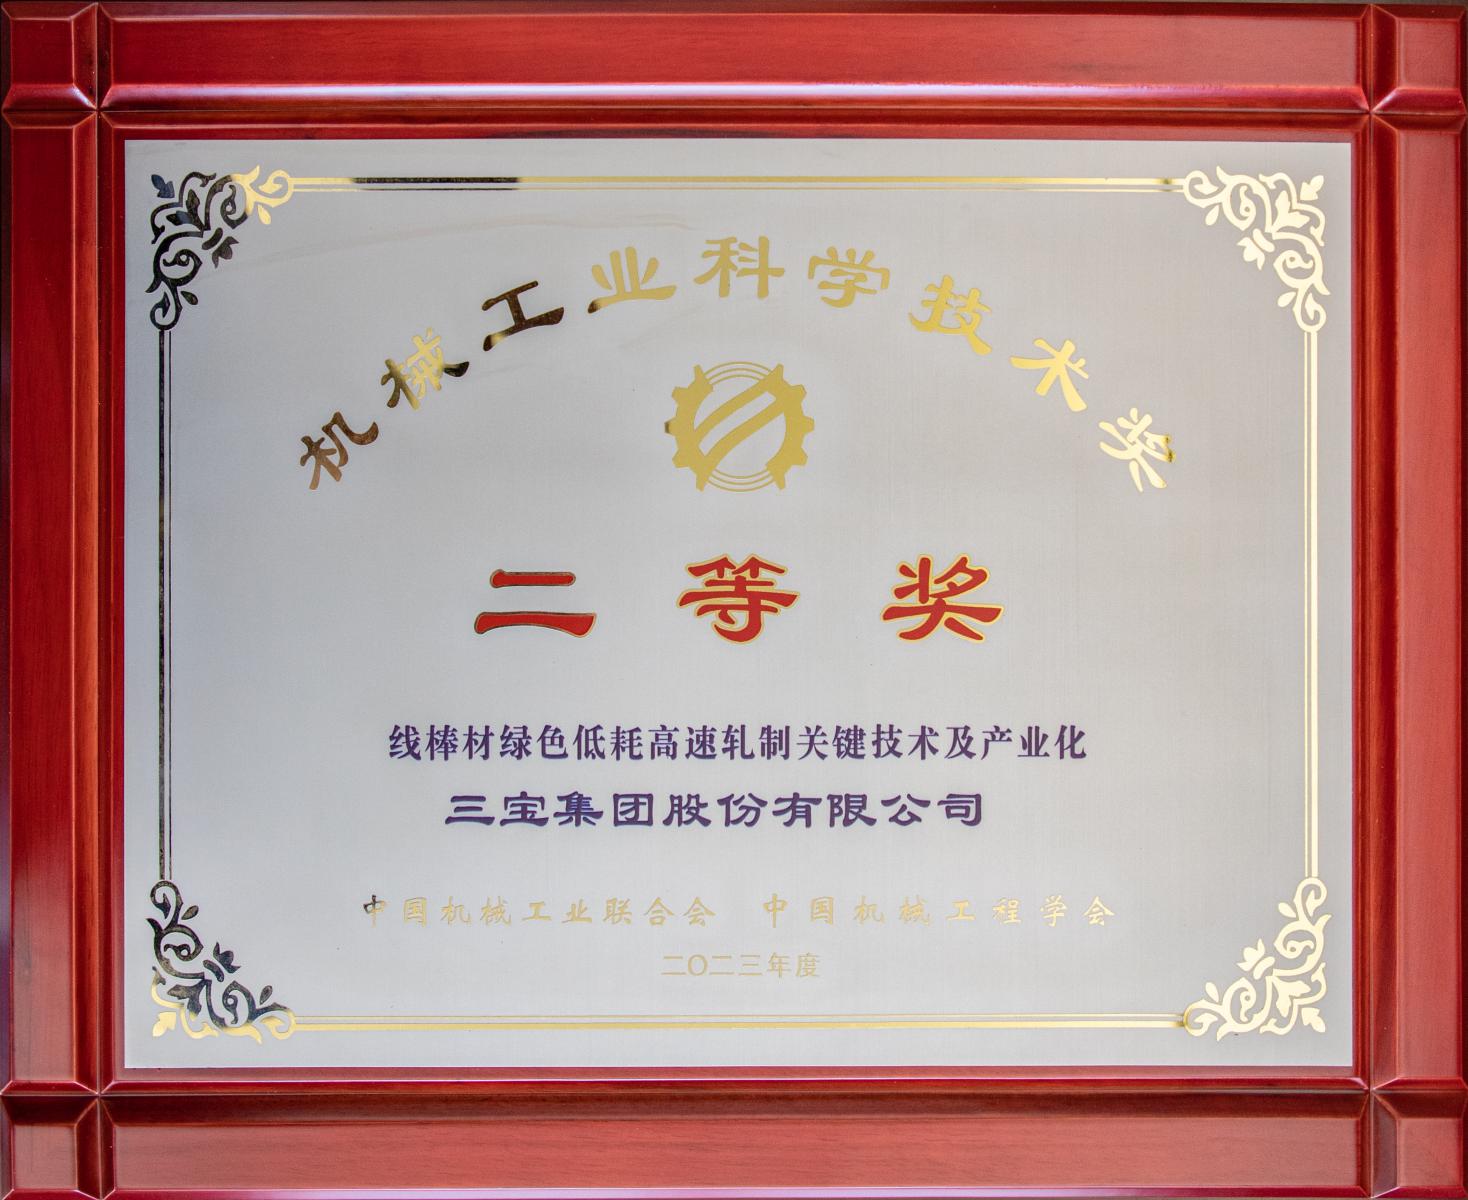 机械工业科学技术奖
二等奖
线棒材绿色低耗高速轧制关键技术及产业化
三宝集团股份有限公司
中国机械工业联合会 中国机械工程学会
二〇二三年度